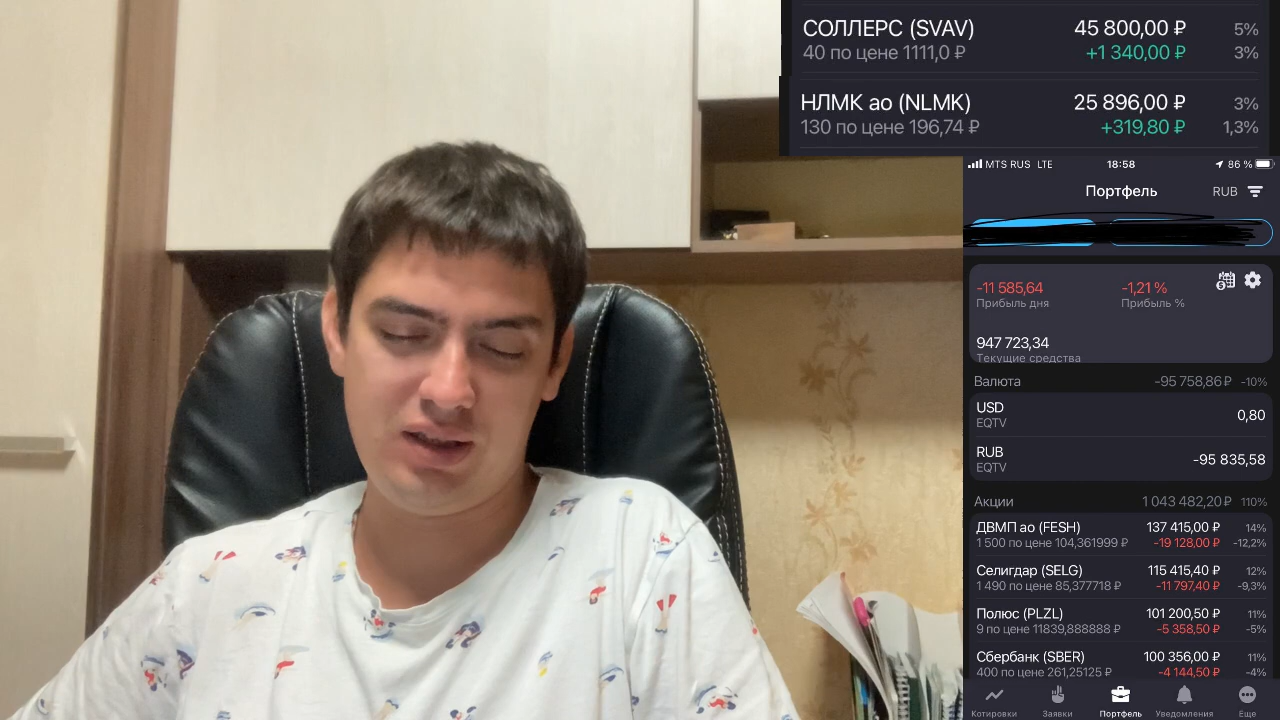 СОЛЛЕРС (SVAV) 45 800,00 ₽ 5%
40 по цене 1111,0 ₽ +1 340,00 ₽ 3%
НЛМК ао (NLMK) 25 896,00 ₽ 3%
130 по цене 196,74 ₽ +319,80 ₽ 1,3%
MTS RUS LTE 18:58 86 %
Портфель RUB
-11 585,64 -1,21 %
Прибыль дня Прибыль %
947 723,34
Текущие средства
Валюта -95 758,86 ₽ -10%
USD 0,80
EQTV
RUB -95 835,58
EQTV
Акции 1 043 482,20 ₽ 110%
ДВМП ао (FESH) 137 415,00 ₽ 14%
1 500 по цене 104,361999 ₽ -19 128,00 ₽ -12,2%
Селигдар (SELG) 115 415,40 ₽ 12%
1 490 по цене 85,377718 ₽ -11 797,40 ₽ -9,3%
Полюс (PLZL) 101 200,50 ₽ 11%
9 по цене 11839,888888 ₽ -5 358,50 ₽ -5%
Сбербанк (SBER) 100 356,00 ₽ 11%
400 по цене 261,25125 ₽ -4 144,50 ₽ -4%
Котировки Заявки Портфель Уведомления Еще